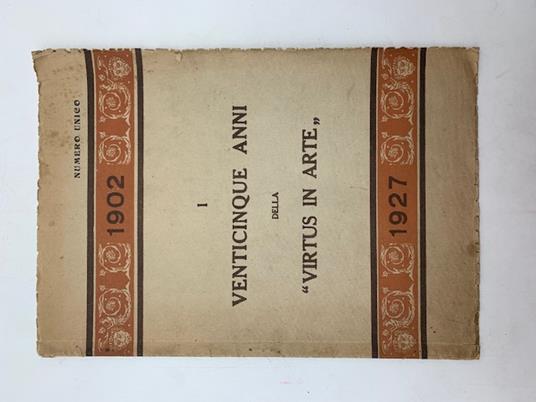 NUMERO UNICO
1902
I
VENTICINQUE ANNI
DELLA
“VIRTUS IN ARTE„
1927